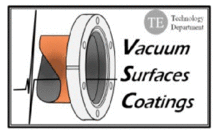 TE Technology
Department
Vacuum
Surfaces
Coatings